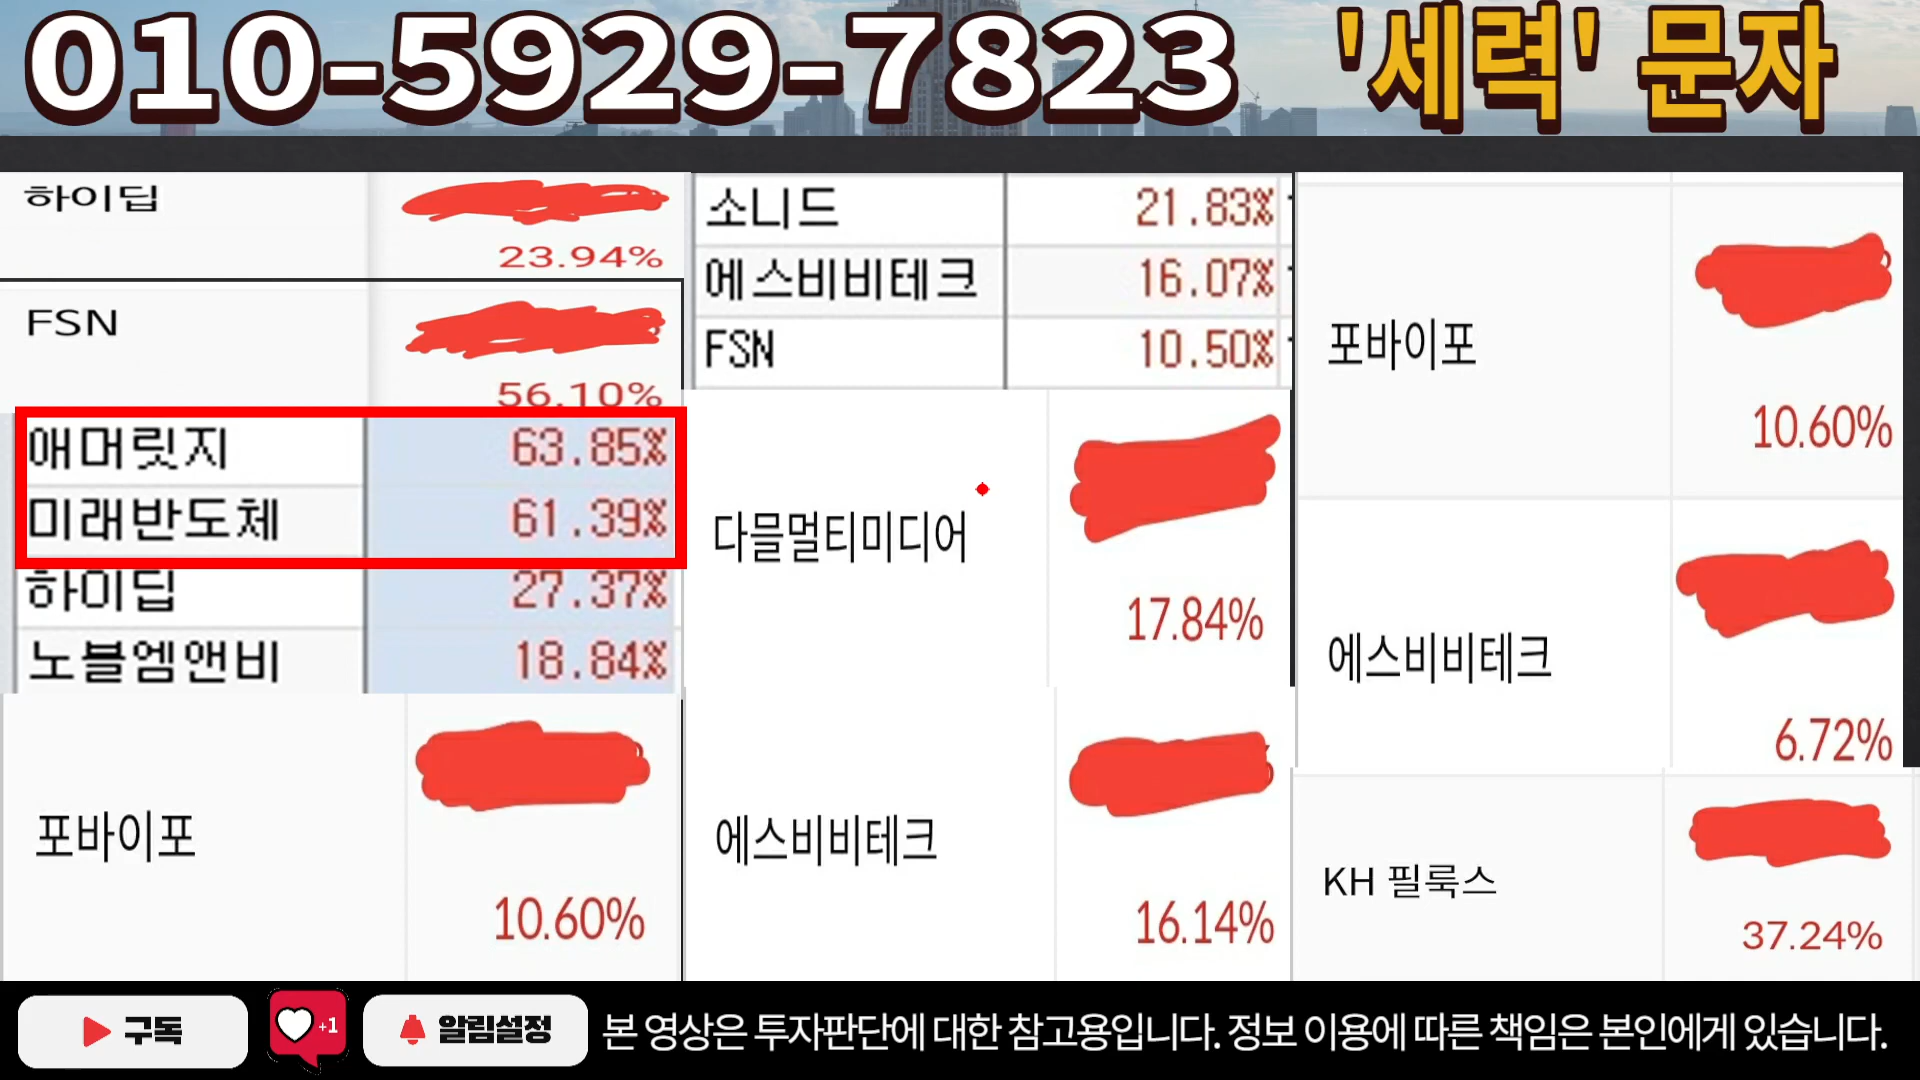 010-5929-7823 '세력' 문자
하이딥
23.94%
FSN
56.10%
애머릿지 63.85%
미래반도체 61.39%
하이딥 27.37%
노블엠앤비 18.84%
포바이포
10.60%
소니드 21.83%
에스비비테크 16.07%
FSN 10.50%
다믈멀티미디어
17.84%
에스비비테크
16.14%
포바이포
10.60%
에스비비테크
6.72%
KH 필룩스
37.24%
구독 +1 알림설정 본 영상은 투자판단에 대한 참고용입니다. 정보 이용에 따른 책임은 본인에게 있습니다.